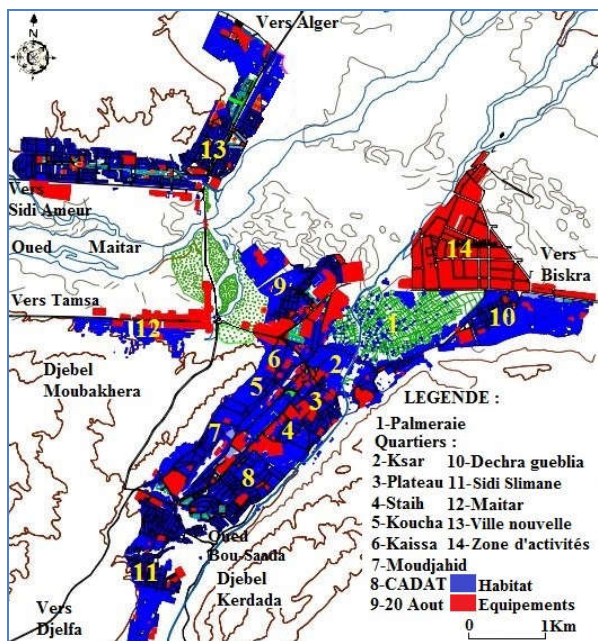 Vers Alger
N
13
Vers
Sidi Ameur
Oued Maitar
14
Vers
Biskra
9
Vers Tamsa
12
1
10
6
2
Djebel
Moubakhera
5
3
7
4
8
Oued
Bou-Saada
11
Djebel
Kerdada
Vers
Djelfa
LEGENDE :
1-Palmeraie
Quartiers :
2-Ksar 10-Dechra gueblia
3-Plateau 11-Sidi Slimane
4-Staih 12-Maitar
5-Koucha 13-Ville nouvelle
6-Kaissa 14-Zone d'activités
7-Moudjahid
8-CADAT Habitat
9-20 Aout Equipements
0 1Km